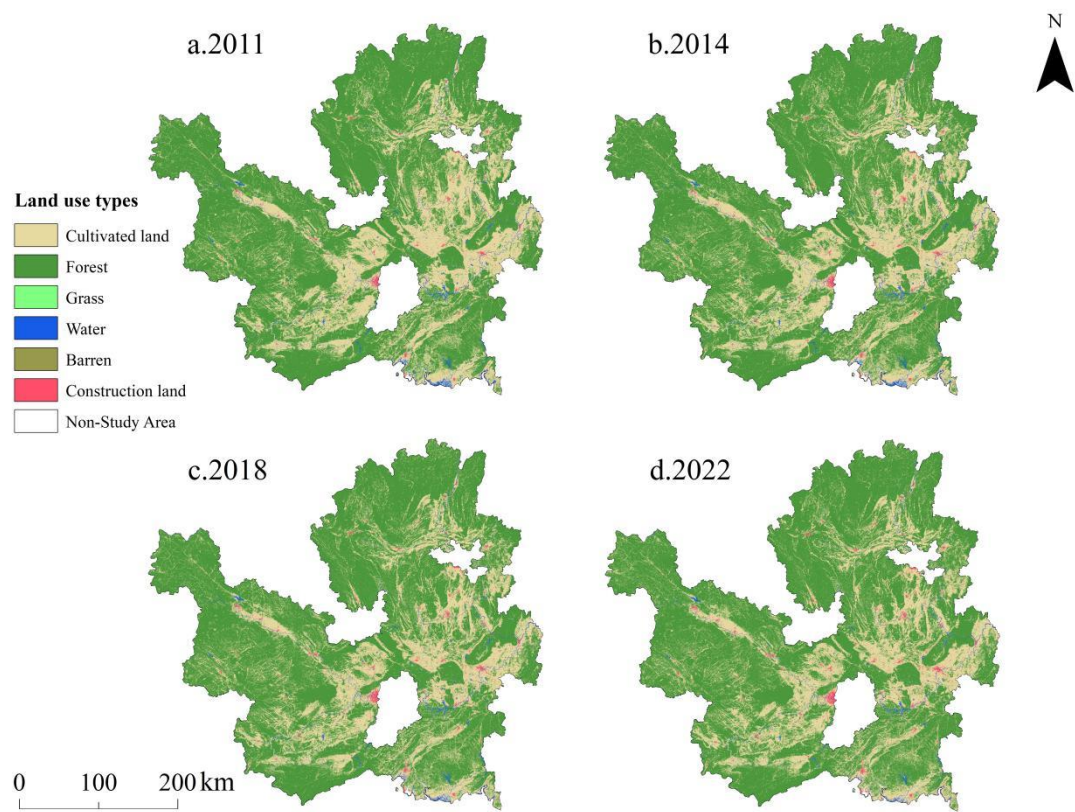 a.2011
b.2014
N
Land use types
Cultivated land
Forest
Grass
Water
Barren
Construction land
Non-Study Area
c.2018
d.2022
0 100 200 km